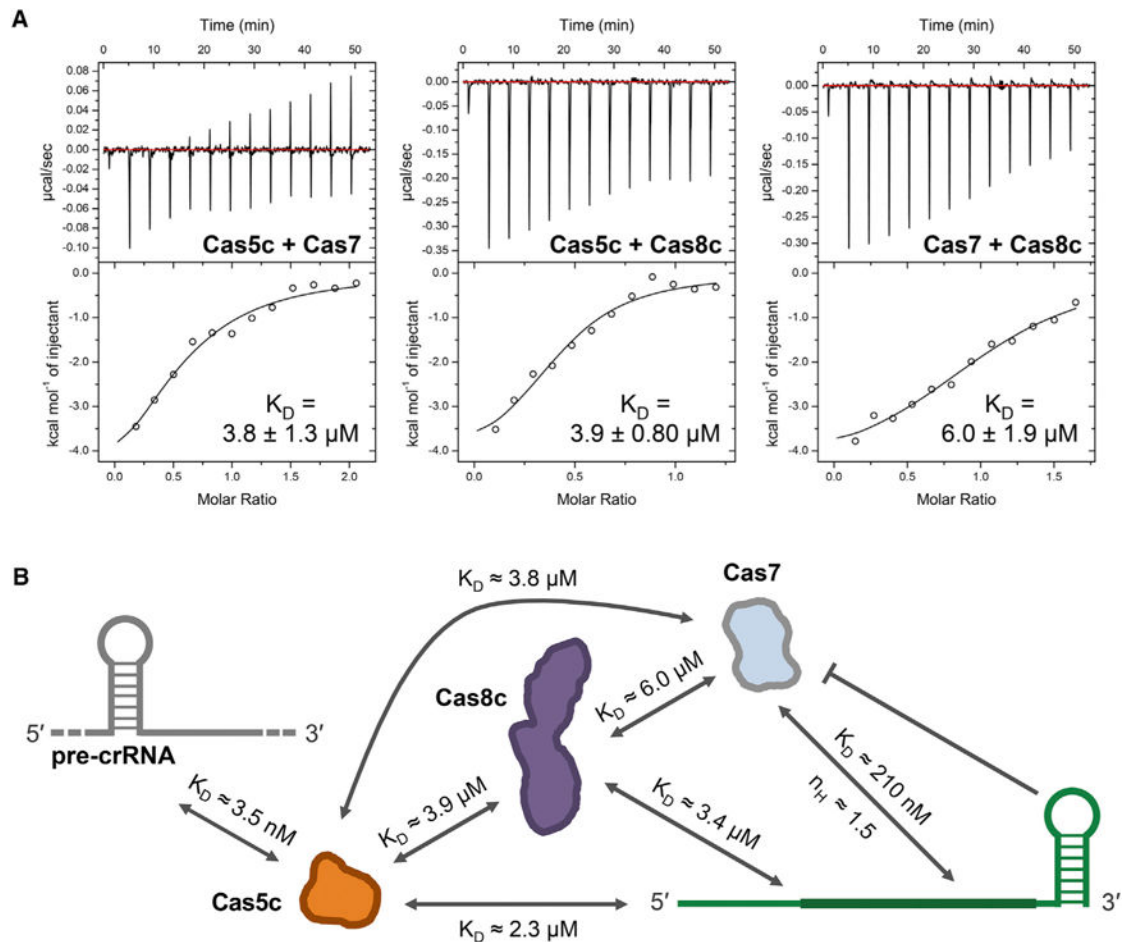 A
Time (min)
0 10 20 30 40 50
0.08
0.06
0.04
0.02
0.00
-0.02
-0.04
-0.06
-0.08
-0.10
µcal/sec
Cas5c + Cas7
0.0
-1.0
-2.0
-3.0
-4.0
kcal mol⁻¹ of injectant
K_D =
3.8 ± 1.3 µM
0.0 0.5 1.0 1.5 2.0
Molar Ratio
Time (min)
0 10 20 30 40 50
0.00
-0.05
-0.10
-0.15
-0.20
-0.25
-0.30
-0.35
µcal/sec
Cas5c + Cas8c
0.0
-1.0
-2.0
-3.0
-4.0
kcal mol⁻¹ of injectant
K_D =
3.9 ± 0.80 µM
0.0 0.5 1.0
Molar Ratio
Time (min)
0 10 20 30 40 50
0.00
-0.05
-0.10
-0.15
-0.20
-0.25
-0.30
µcal/sec
Cas7 + Cas8c
0.0
-1.0
-2.0
-3.0
-4.0
kcal mol⁻¹ of injectant
K_D =
6.0 ± 1.9 µM
0.0 0.5 1.0 1.5
Molar Ratio
B
K_D ≈ 3.8 µM
Cas7
Cas8c
K_D ≈ 6.0 µM
5′ 3′
pre-crRNA
K_D ≈ 3.5 nM
K_D ≈ 3.9 µM
K_D ≈ 3.4 µM
K_D ≈ 210 nM
n_H ≈ 1.5
Cas5c
K_D ≈ 2.3 µM
5′ 3′